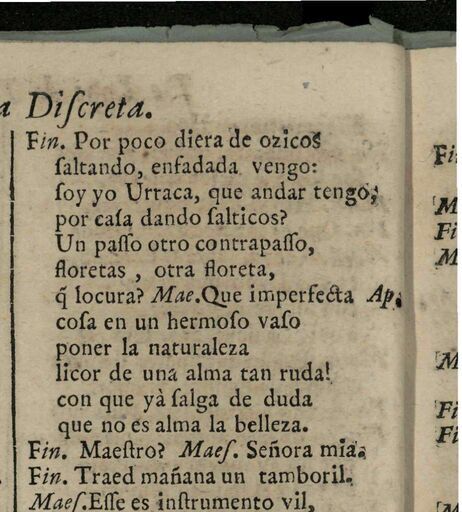 a Diſcreta.
Fin. Por poco diera de ozicos
ſaltando, enfadada vengo:
ſoy yo Urraca, que andar tengo,
por caſa dando ſalticos?
Un paſſo otro contrapaſſo,
floretas, otra floreta,
q̃ locura? Mae. Que imperfecta Ap.
coſa en un hermoſo vaſo
poner la naturaleza
licor de una alma tan ruda!
con que yà ſalga de duda
que no es alma la belleza.
Fin. Maeſtro? Maeſ. Señora mia.
Fin. Traed mañana un tamboril.
Maeſ. Eſſe es inſtrumento vil,
Fi
M
Fi
M
M
Fi
Fi
M